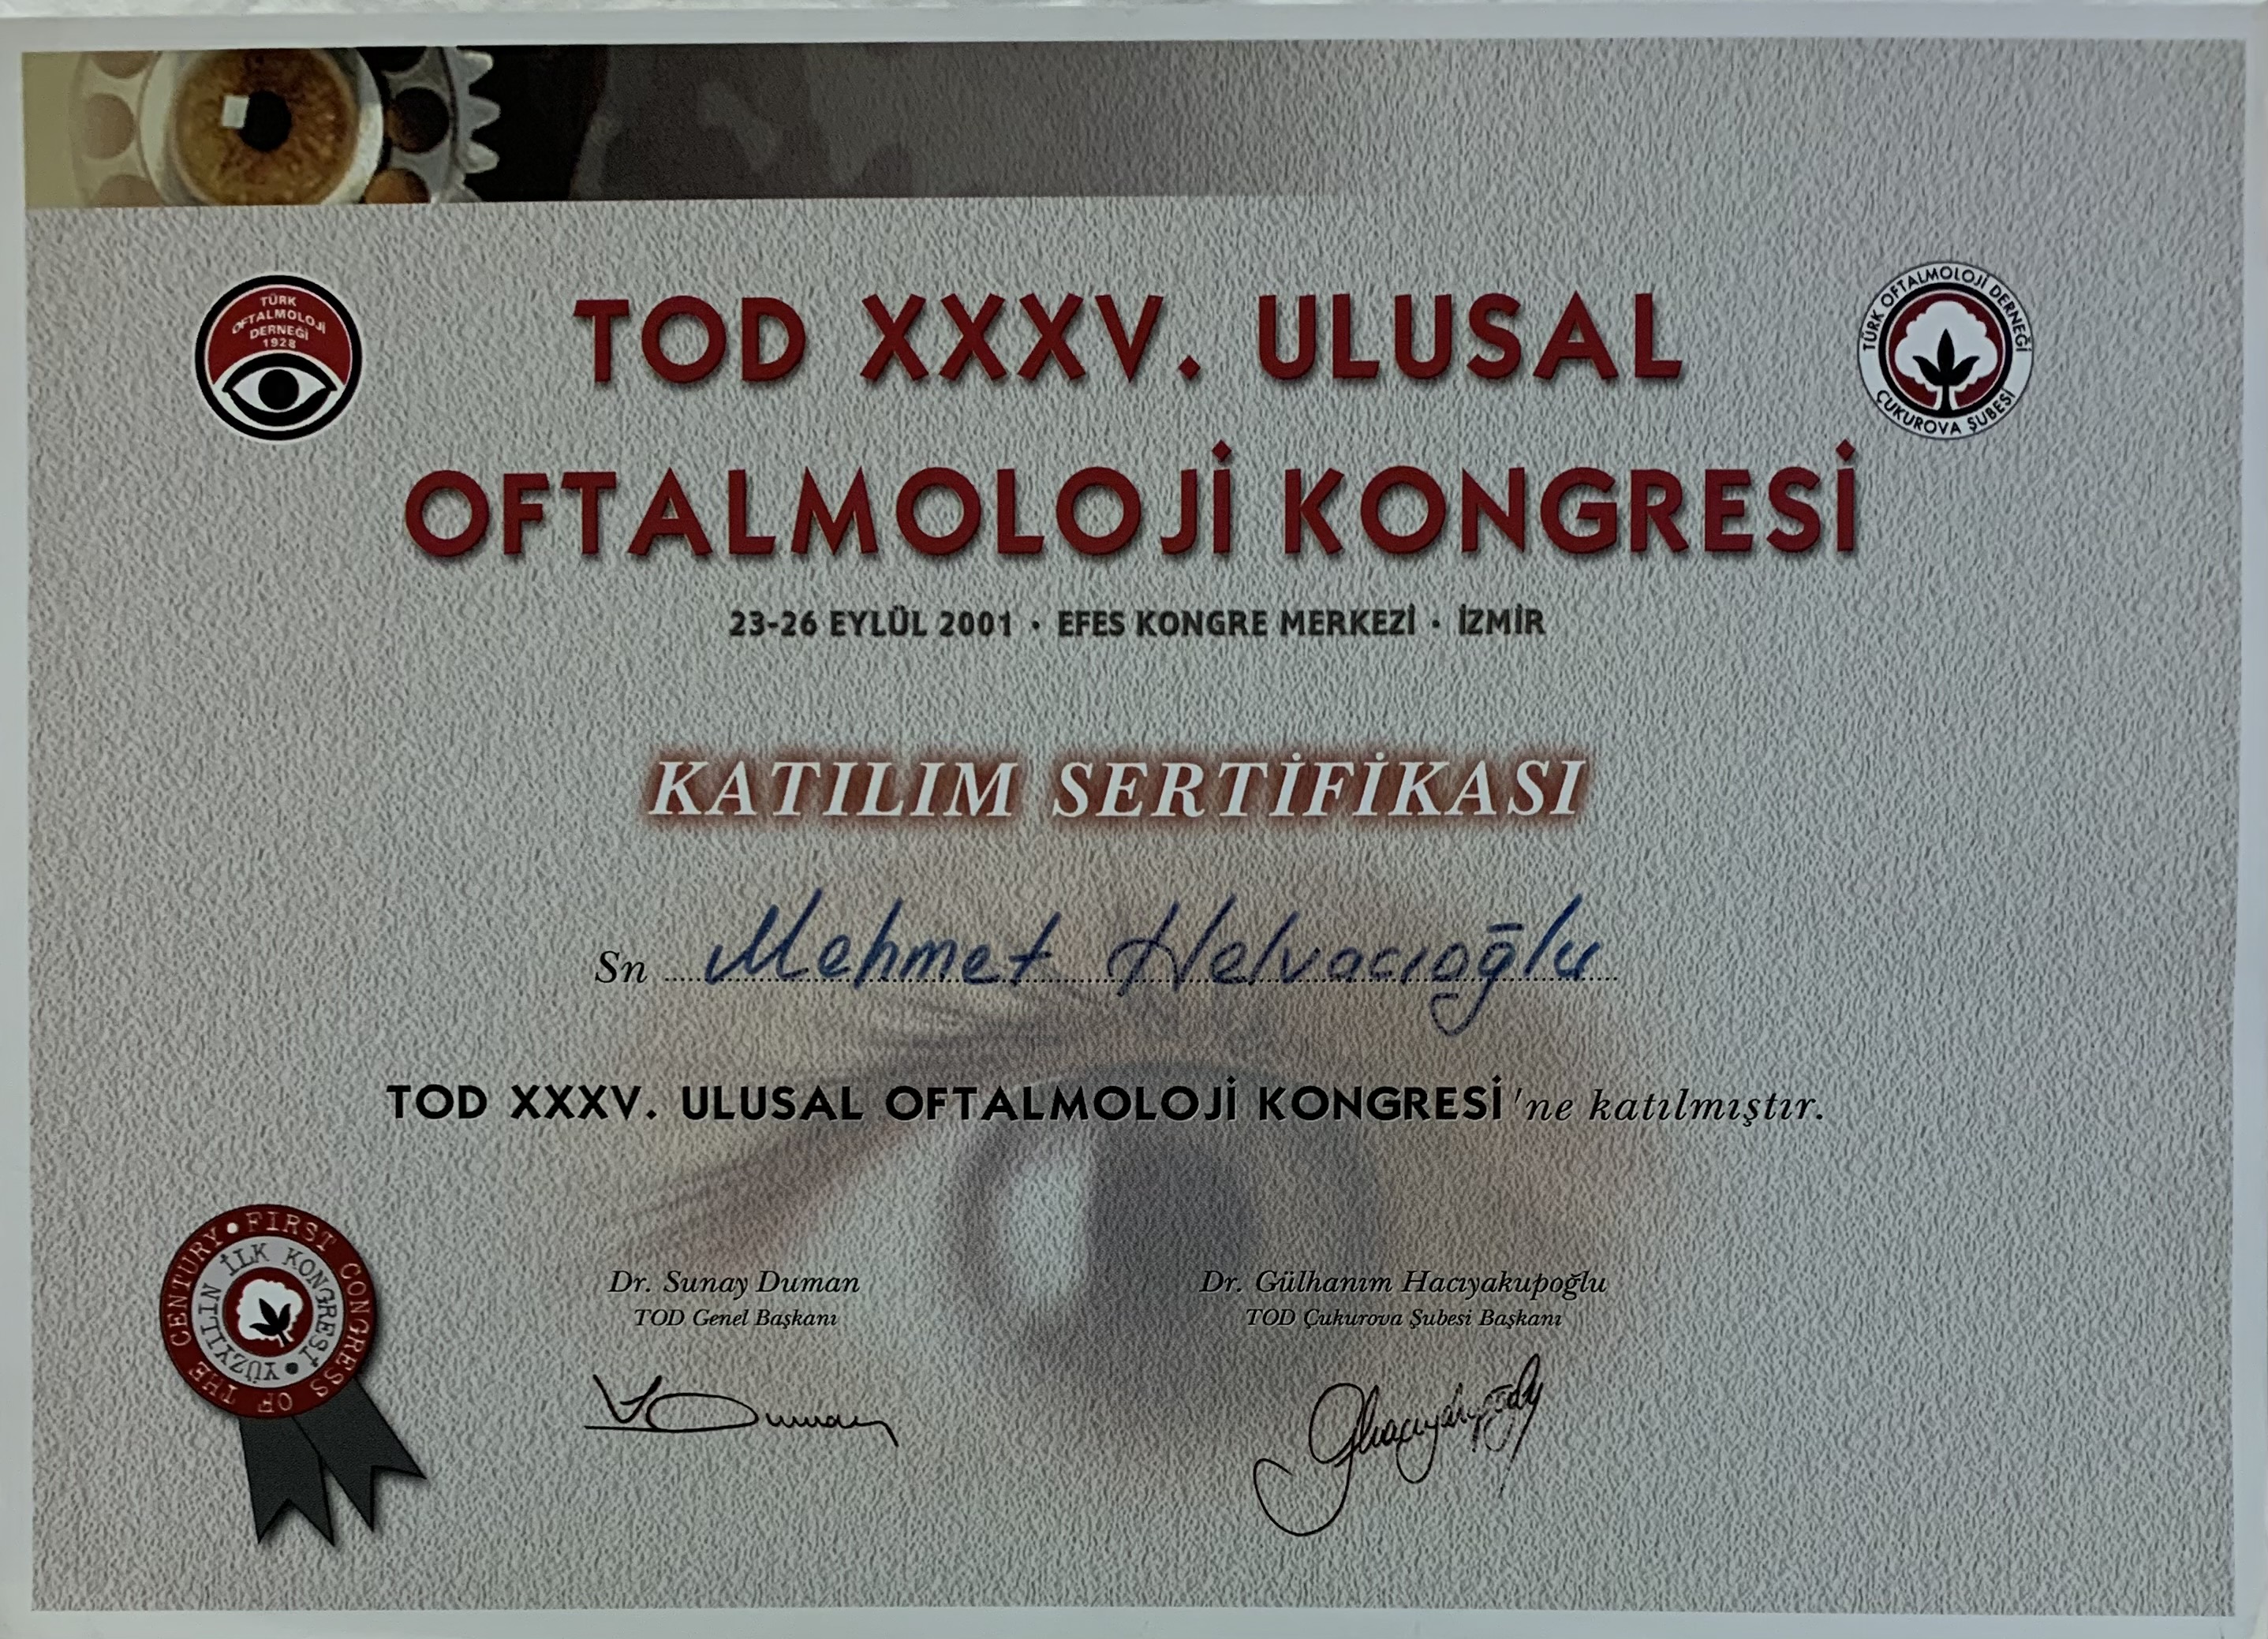 TÜRK
OFTALMOLOJİ
DERNEĞİ
1928
TÜRK OFTALMOLOJİ DERNEĞİ
ÇUKUROVA ŞUBESİ
TOD XXXV. ULUSAL
OFTALMOLOJİ KONGRESİ
23-26 EYLÜL 2001 · EFES KONGRE MERKEZİ · İZMİR
KATILIM SERTİFİKASI
Sn Mehmet Helvacıoğlu
TOD XXXV. ULUSAL OFTALMOLOJİ KONGRESİ'ne katılmıştır.
FIRST CONGRESS OF THE CENTURY •
YÜZYILIN İLK KONGRESİ •
Dr. Sunay Duman
TOD Genel Başkanı
Dr. Gülhanım Hacıyakupoğlu
TOD Çukurova Şubesi Başkanı